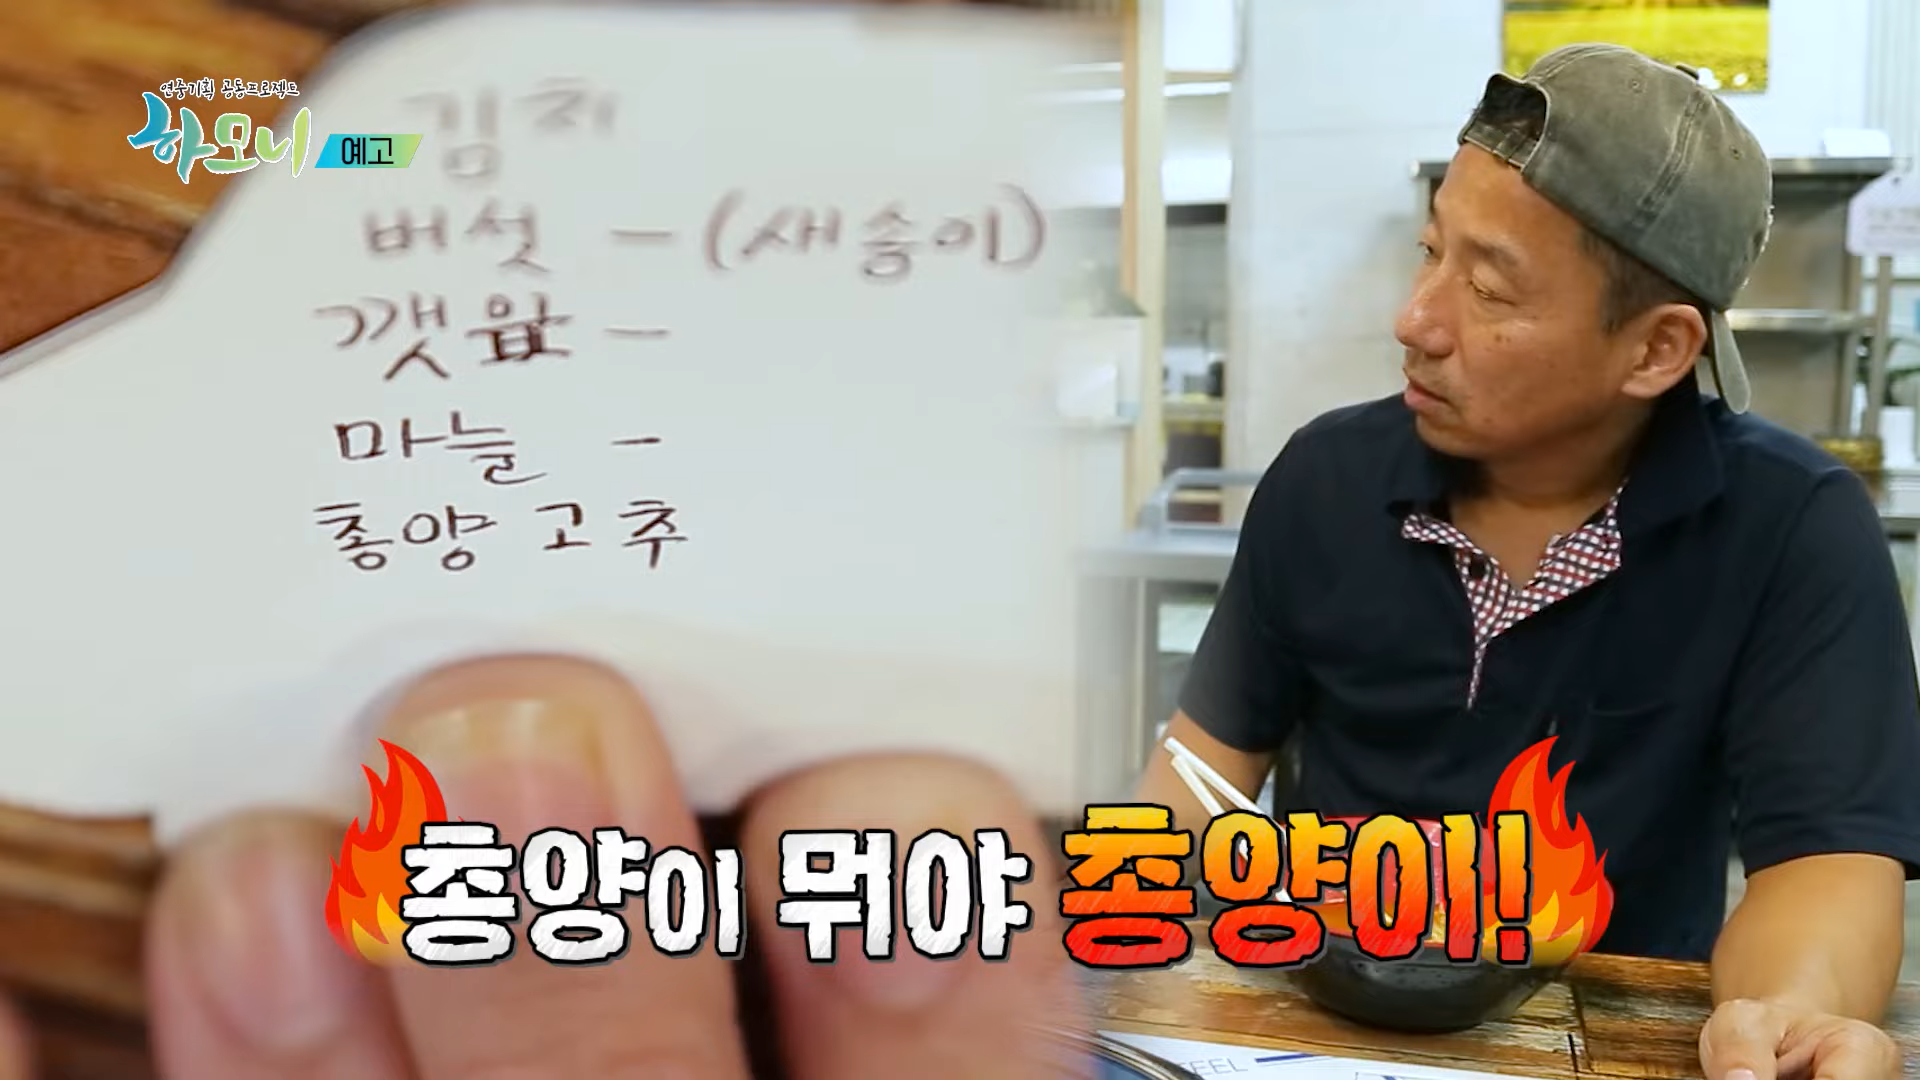 연중기획 공동프로젝트
하모니 예고
김치
버섯 - (새송이)
깻잎 -
마늘 -
총양 고추
총양이 뭐야 총양이!
EEL